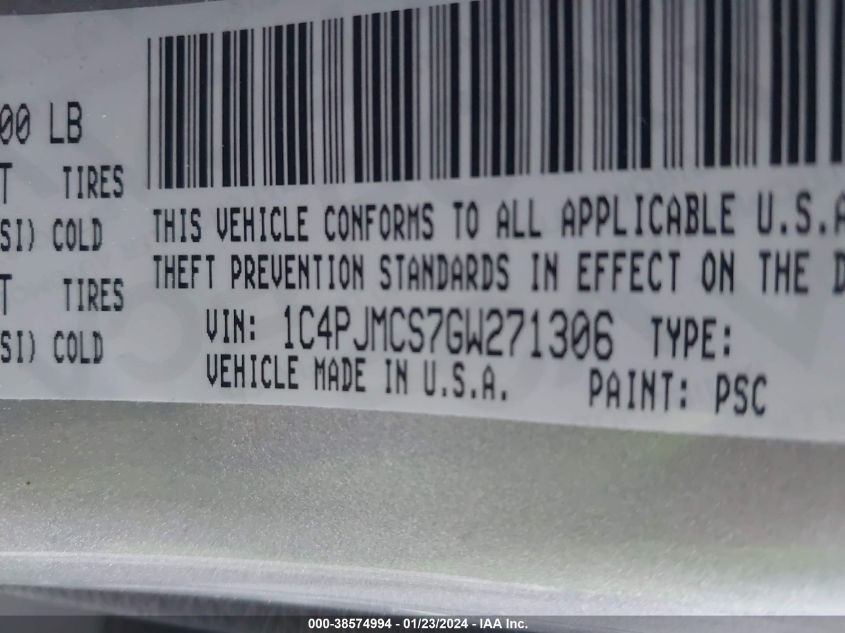 00 LB
TIRES
SI) COLD
TIRES
SI) COLD
THIS VEHICLE CONFORMS TO ALL APPLICABLE U.S.A
THEFT PREVENTION STANDARDS IN EFFECT ON THE D
VIN: 1C4PJMCS7GW271306 TYPE:
VEHICLE MADE IN U.S.A. PAINT: PSC
000-38574994 - 01/23/2024 - IAA Inc.